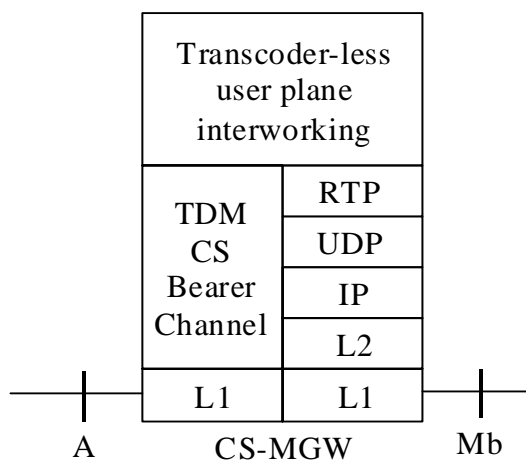 Transcoder-less
user plane
interworking
TDM
CS
Bearer
Channel
RTP
UDP
IP
L2
L1
L1
A
CS-MGW
Mb